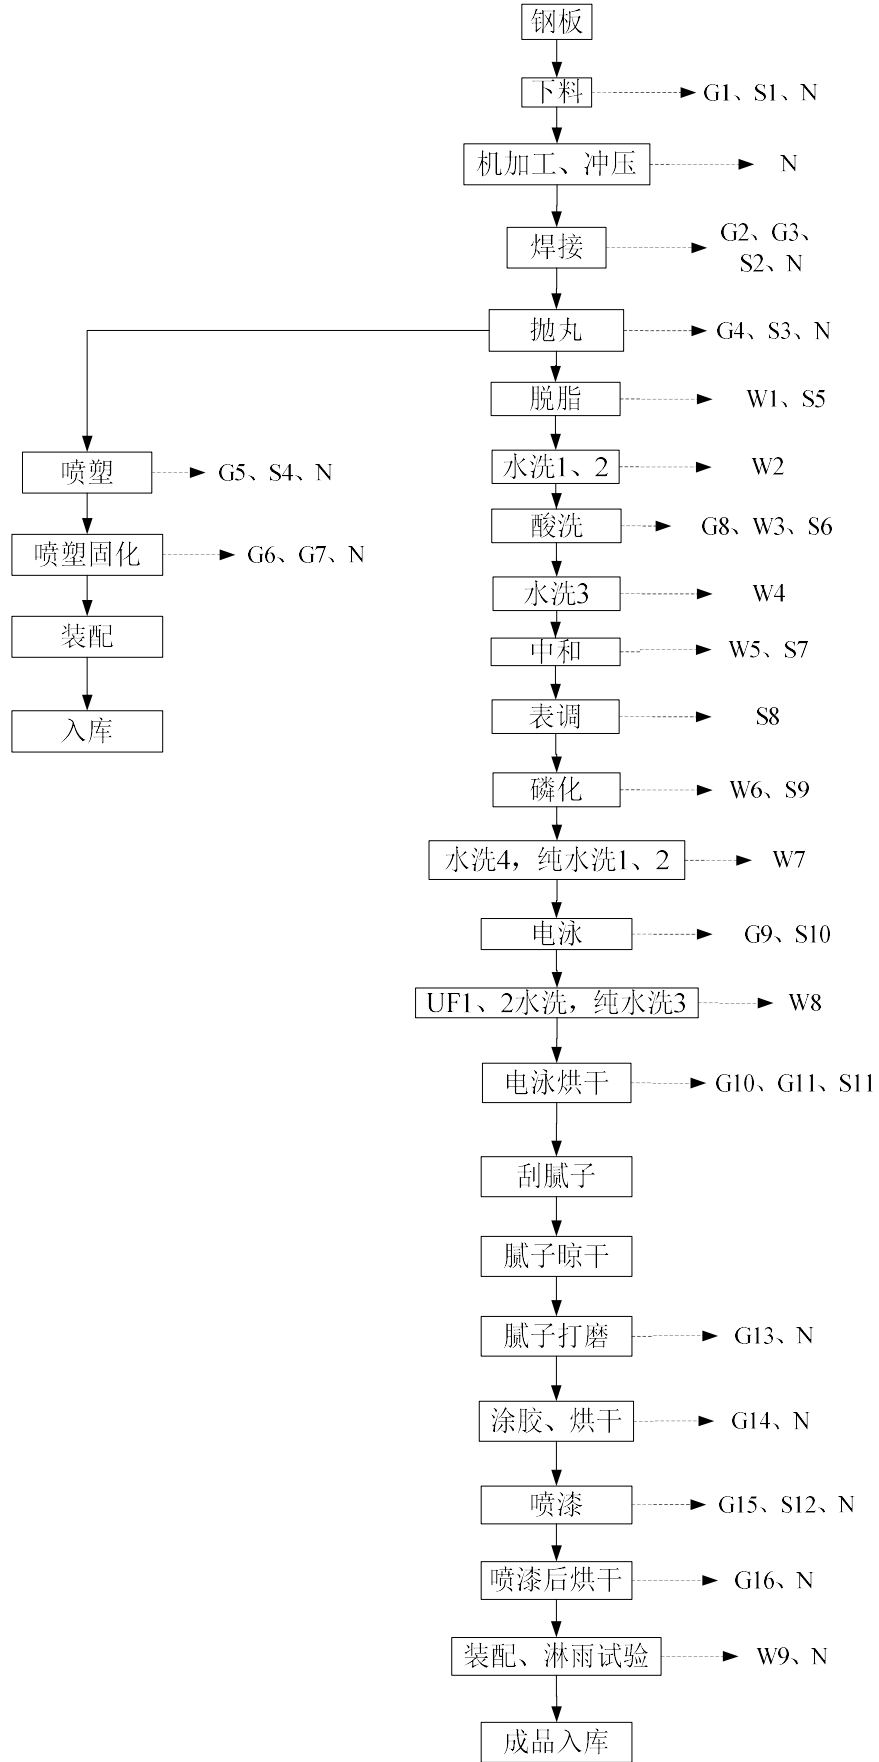 钢板
下料
G1、S1、N
机加工、冲压
N
焊接
G2、G3、
S2、N
抛丸
G4、S3、N
脱脂
W1、S5
喷塑
G5、S4、N
水洗1、2
W2
酸洗
G8、W3、S6
喷塑固化
G6、G7、N
水洗3
W4
装配
中和
W5、S7
表调
S8
入库
磷化
W6、S9
水洗4，纯水洗1、2
W7
电泳
G9、S10
UF1、2水洗，纯水洗3
W8
电泳烘干
G10、G11、S11
刮腻子
腻子晾干
腻子打磨
G13、N
涂胶、烘干
G14、N
喷漆
G15、S12、N
喷漆后烘干
G16、N
装配、淋雨试验
W9、N
成品入库